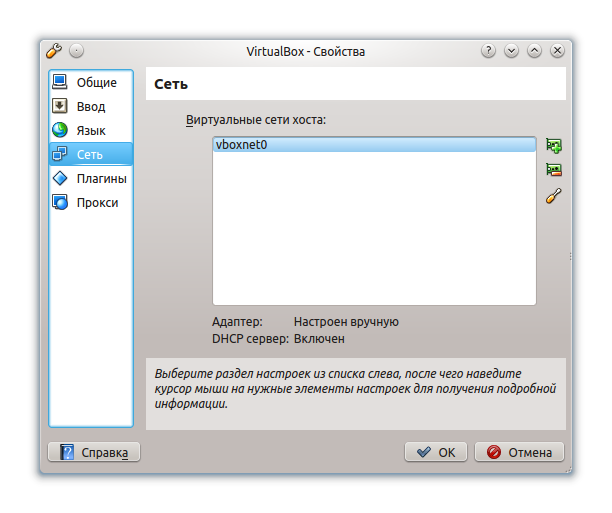 VirtualBox - Свойства
Общие
Ввод
Язык
Сеть
Плагины
Прокси
Сеть
Виртуальные сети хоста:
vboxnet0
Адаптер: Настроен вручную
DHCP сервер: Включен
Выберите раздел настроек из списка слева, после чего наведите
курсор мыши на нужные элементы настроек для получения подробной
информации.
Справка
OK
Отмена